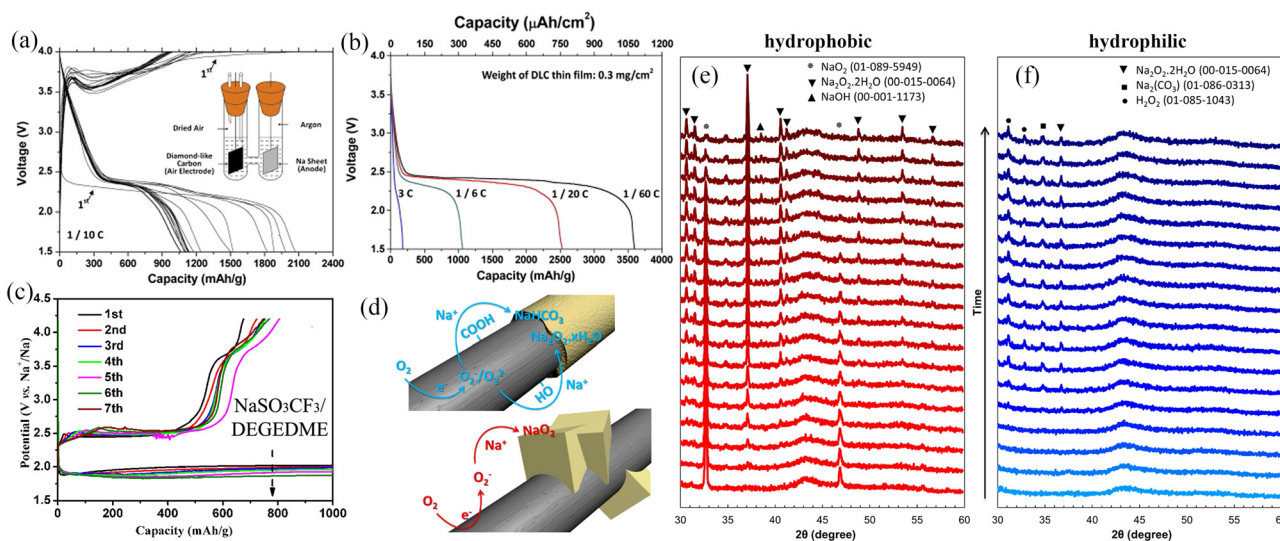 (a)
4.0
3.5
3.0
2.5
2.0
1.5
Voltage (V)
1st
Dried Air
Argon
Diamond-like
Carbon
(Air Electrode)
Na Sheet
(Anode)
1st
1 / 10 C
0 300 600 900 1200 1500 1800 2100 2400
Capacity (mAh/g)
(b)
Capacity (μAh/cm²)
0 150 300 450 600 750 900 1050 1200
4.0
3.5
3.0
2.5
2.0
1.5
Voltage (V)
Weight of DLC thin film: 0.3 mg/cm²
3 C
1 / 6 C
1 / 20 C
1 / 60 C
0 600 1200 1800 2400 3000 3600
Capacity (mAh/g)
(c)
4.5
4.0
3.5
3.0
2.5
2.0
1.5
Potential (V vs. Na⁺/Na)
1st
2nd
3rd
4th
5th
6th
7th
NaSO₃CF₃/
DEGEDME
0 200 400 600 800 1000
Capacity (mAh/g)
(d)
Na⁺
COOH
NaHCO₃
Na₂O₂.xH₂O
O₂
e⁻
O₂⁻/O₂²⁻
HO
Na⁺
NaO₂
Na⁺
O₂⁻
O₂
e⁻
hydrophobic
(e)
NaO₂ (01-089-5949)
Na₂O₂.2H₂O (00-015-0064)
NaOH (00-001-1173)
30 35 40 45 50 55 60
2θ (degree)
Time
hydrophilic
(f)
Na₂O₂.2H₂O (00-015-0064)
Na₂(CO₃) (01-086-0313)
H₂O₂ (01-085-1043)
30 35 40 45 50 55 60
2θ (degree)